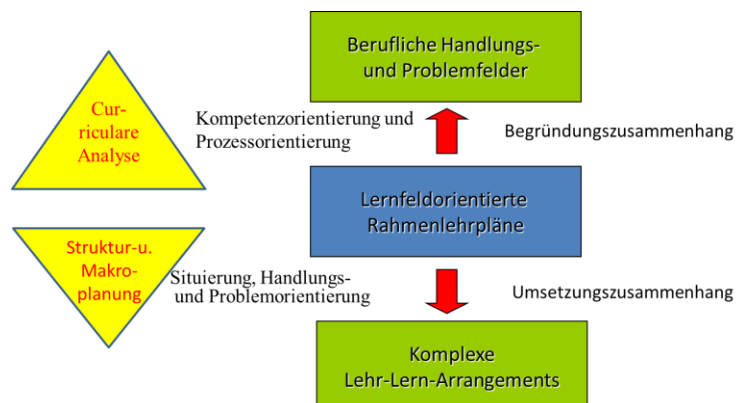 Berufliche Handlungs-
und Problemfelder
Cur-
riculare
Analyse
Kompetenzorientierung und
Prozessorientierung
Begründungszusammenhang
Lernfeldorientierte
Rahmenlehrpläne
Struktur-u.
Makro-
planung
Situierung, Handlungs-
und Problemorientierung
Umsetzungszusammenhang
Komplexe
Lehr-Lern-Arrangements